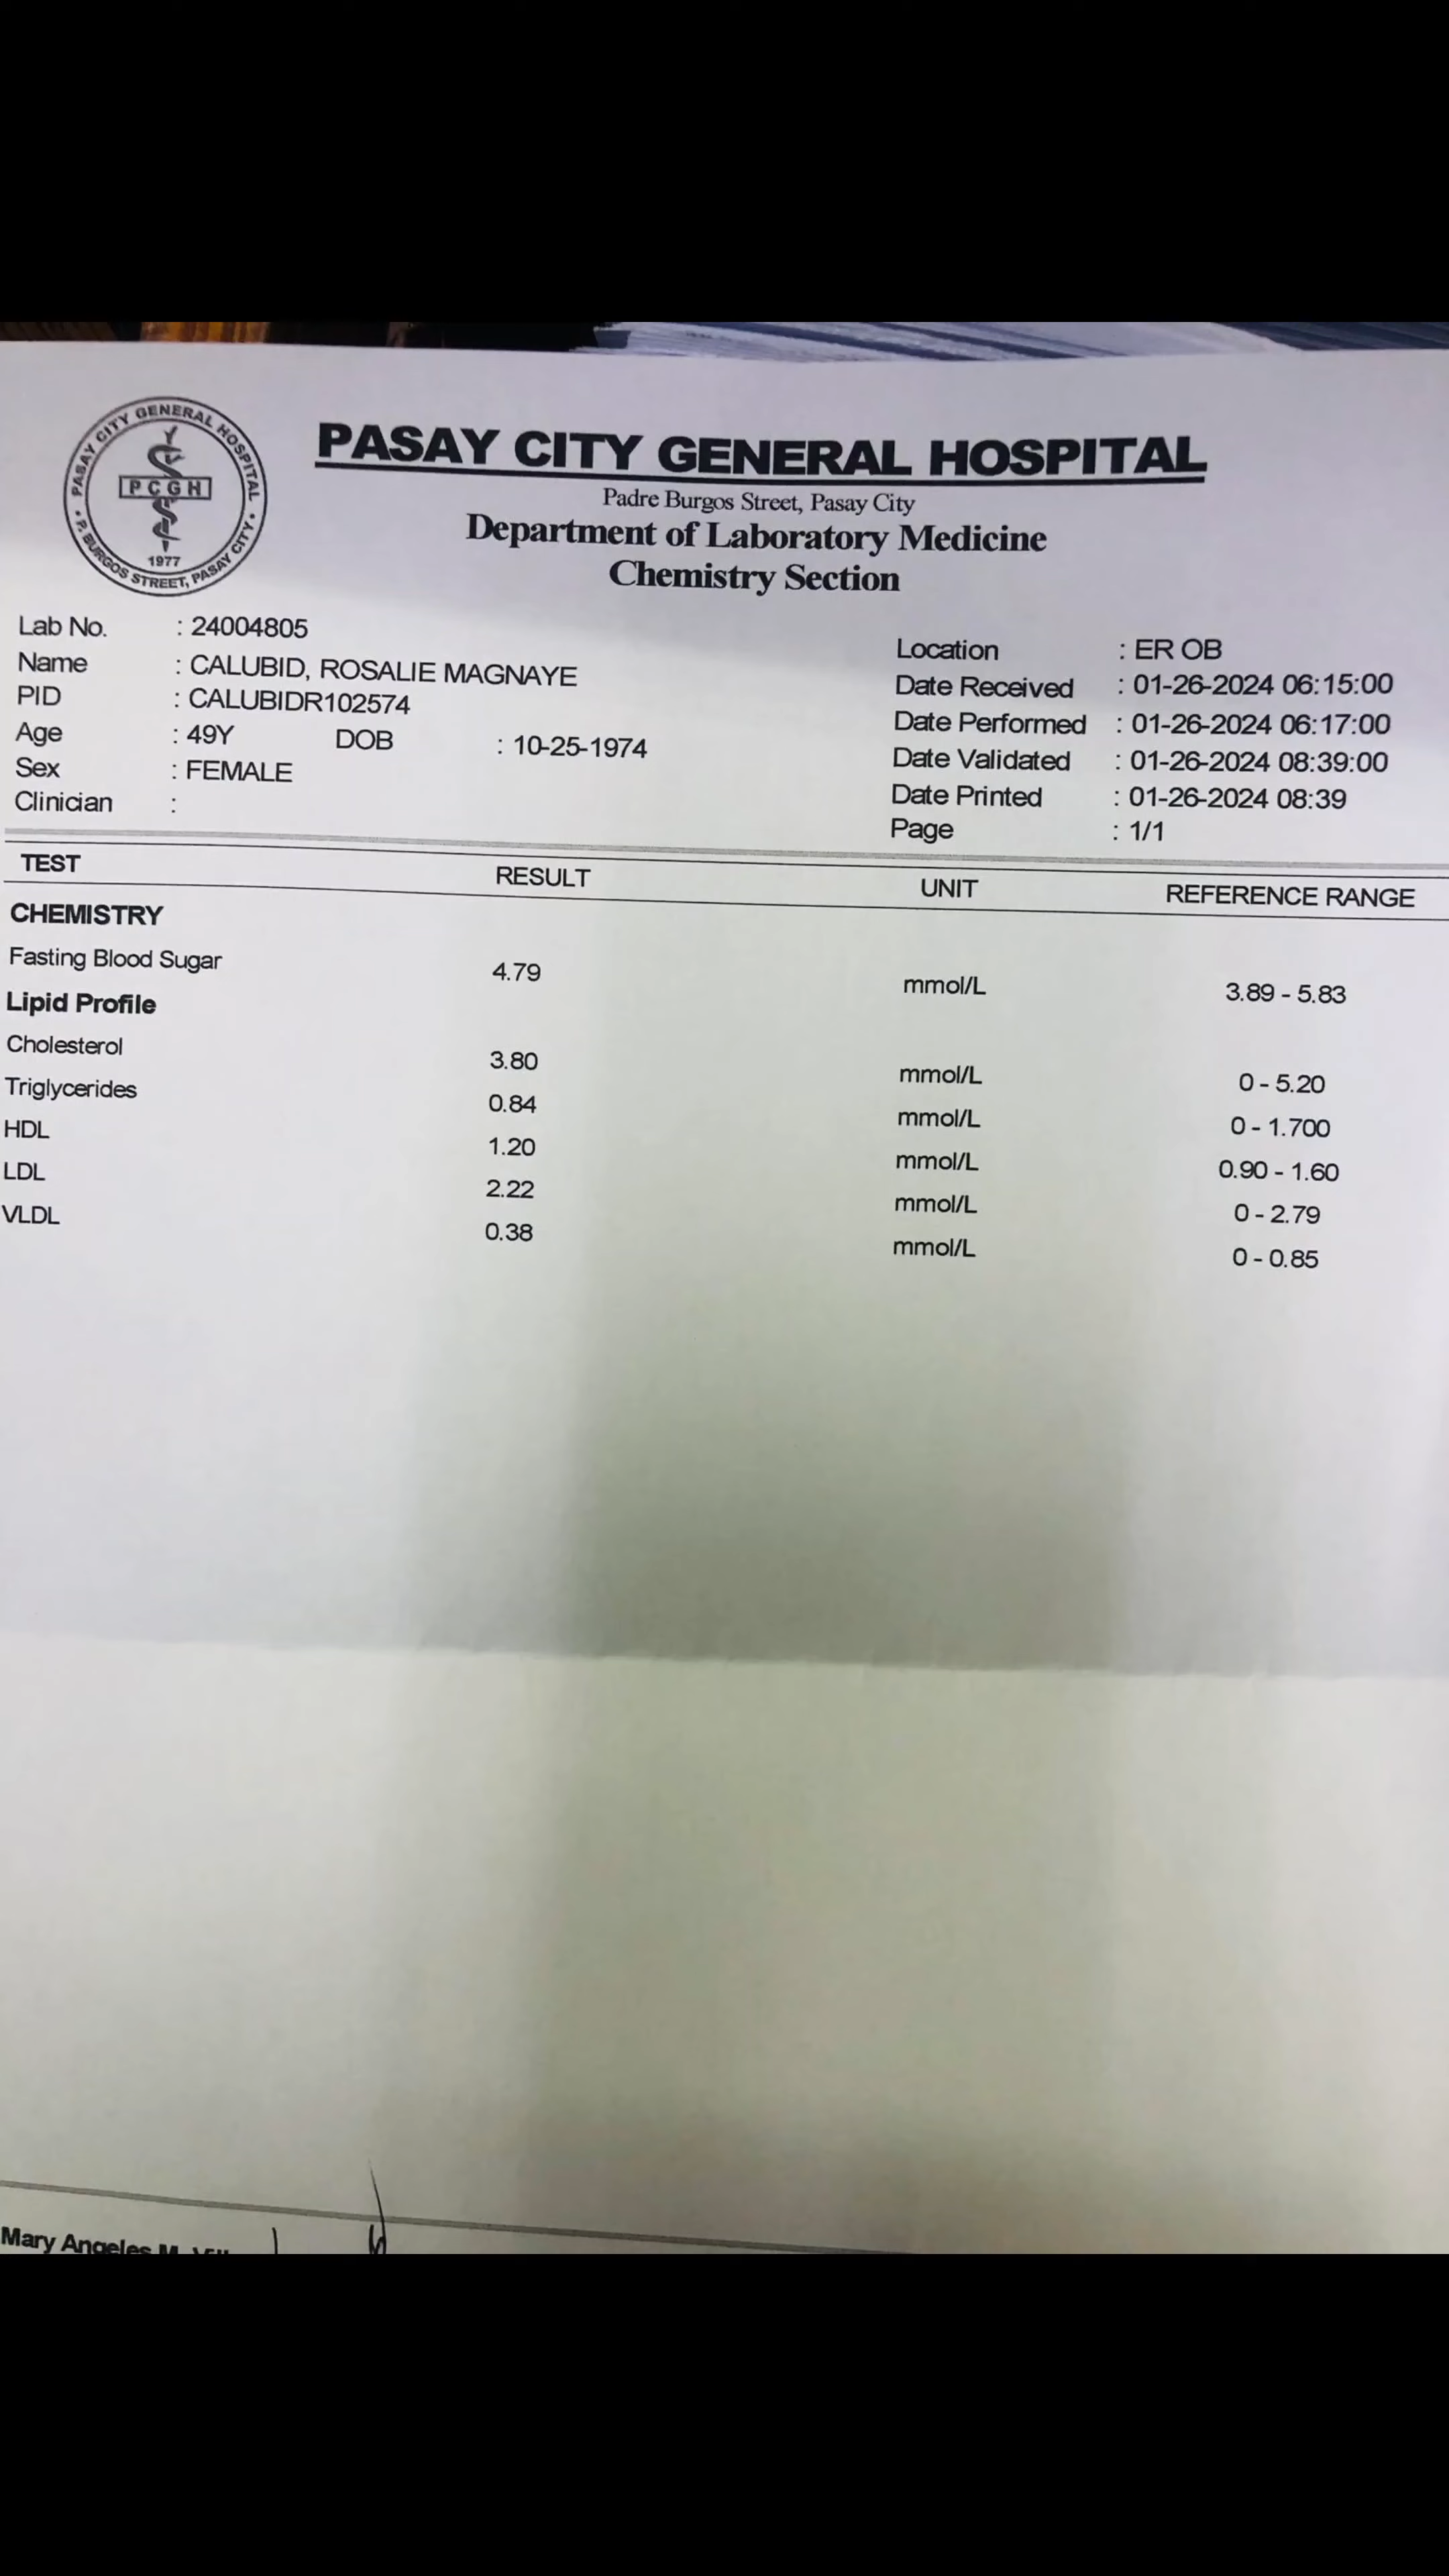 PASAY CITY GENERAL HOSPITAL
P. BURGOS STREET, PASAY CITY
PCGH
1977
PASAY CITY GENERAL HOSPITAL
Padre Burgos Street, Pasay City
Department of Laboratory Medicine
Chemistry Section
Lab No. : 24004805
Name : CALUBID, ROSALIE MAGNAYE
PID : CALUBIDR102574
Age : 49Y DOB : 10-25-1974
Sex : FEMALE
Clinician :
Location : ER OB
Date Received : 01-26-2024 06:15:00
Date Performed : 01-26-2024 06:17:00
Date Validated : 01-26-2024 08:39:00
Date Printed : 01-26-2024 08:39
Page : 1/1
TEST RESULT UNIT REFERENCE RANGE
CHEMISTRY
Fasting Blood Sugar 4.79 mmol/L 3.89 - 5.83
Lipid Profile
Cholesterol 3.80 mmol/L 0 - 5.20
Triglycerides 0.84 mmol/L 0 - 1.700
HDL 1.20 mmol/L 0.90 - 1.60
LDL 2.22 mmol/L 0 - 2.79
VLDL 0.38 mmol/L 0 - 0.85
Mary Angeles M.